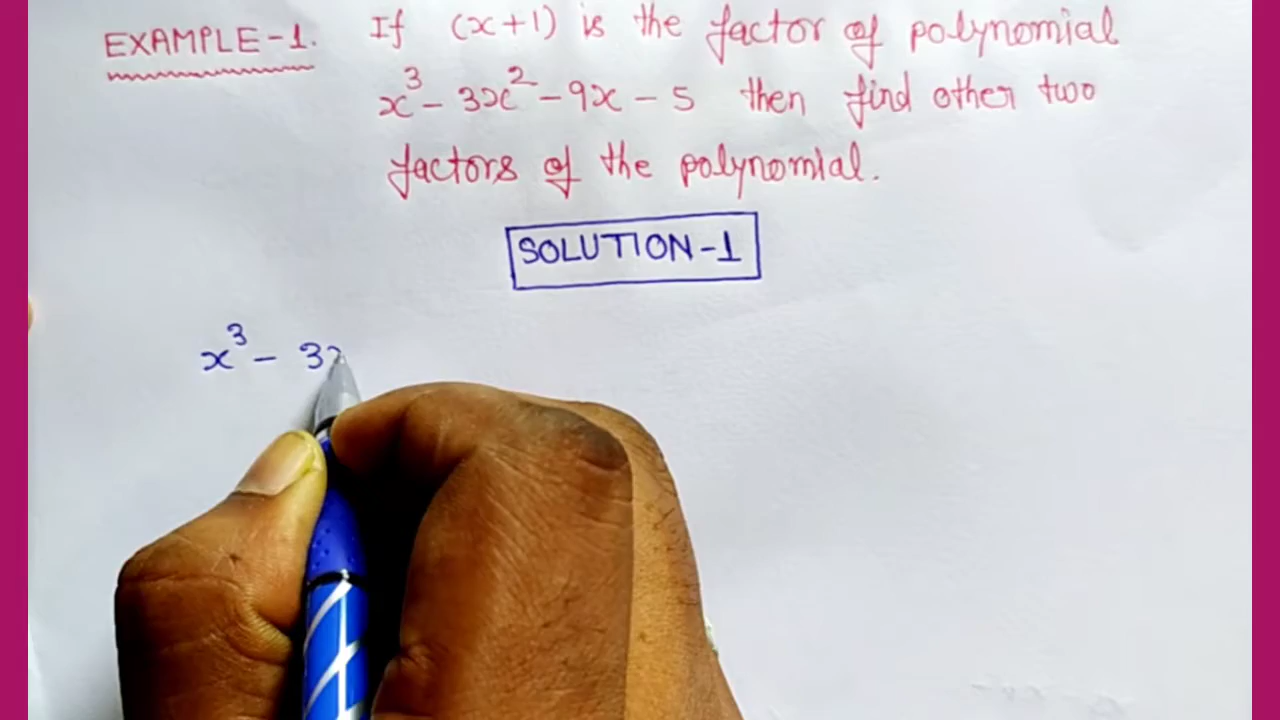 EXAMPLE-1. If (x+1) is the factor of polynomial
x³ - 3x² - 9x - 5 then find other two
factors of the polynomial.
SOLUTION-1
x³ - 3x